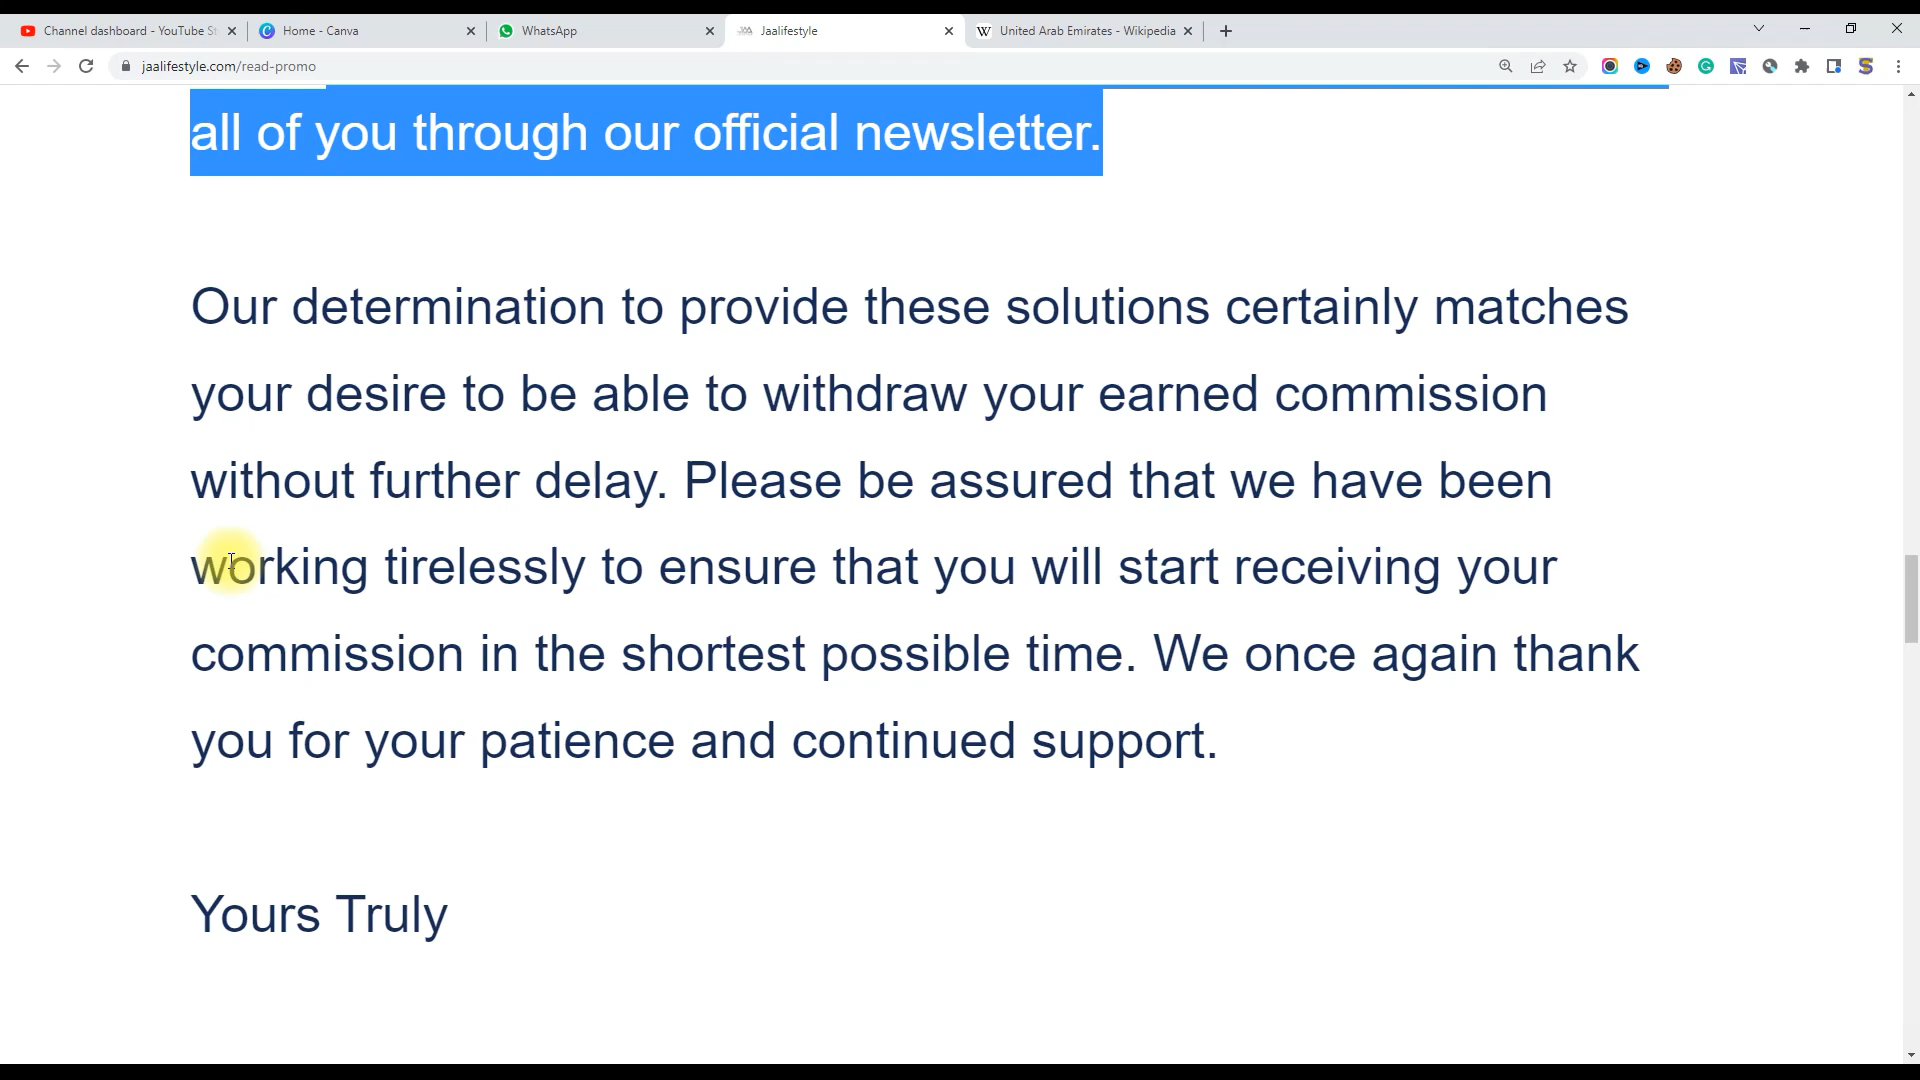 Channel dashboard - YouTube St
Home - Canva
WhatsApp
Jaalifestyle
United Arab Emirates - Wikipedia
jaalifestyle.com/read-promo
all of you through our official newsletter.
Our determination to provide these solutions certainly matches
your desire to be able to withdraw your earned commission
without further delay. Please be assured that we have been
working tirelessly to ensure that you will start receiving your
commission in the shortest possible time. We once again thank
you for your patience and continued support.
Yours Truly